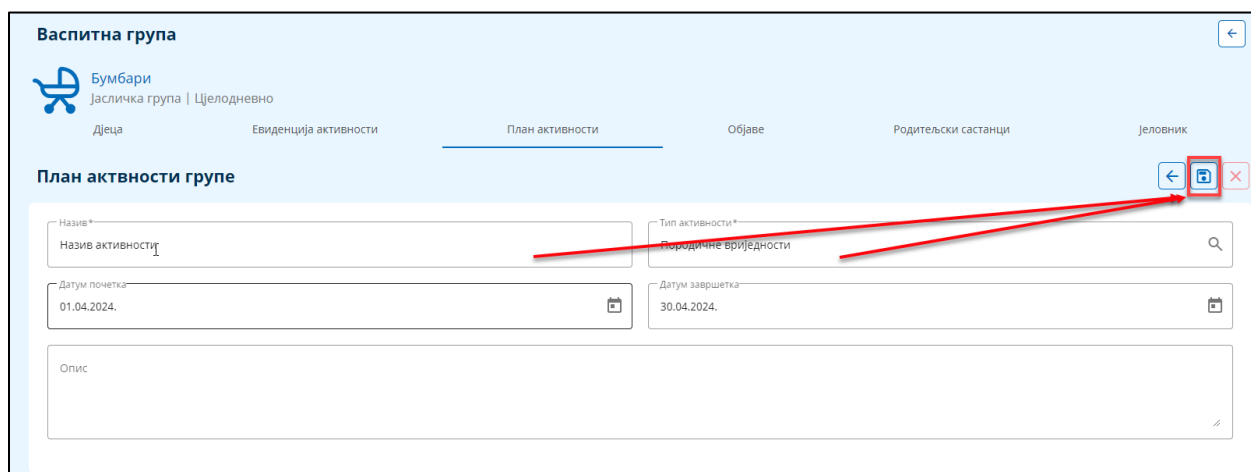 Васпитна група
Бумбари
Јасличка група | Цјелодневно
Дјеца Евиденција активности План активности Објаве Родитељски састанци Јеловник
План актвности групе
Назив* Тип активности*
Назив активности Породичне вриједности
Датум почетка Датум завршетка
01.04.2024. 30.04.2024.
Опис